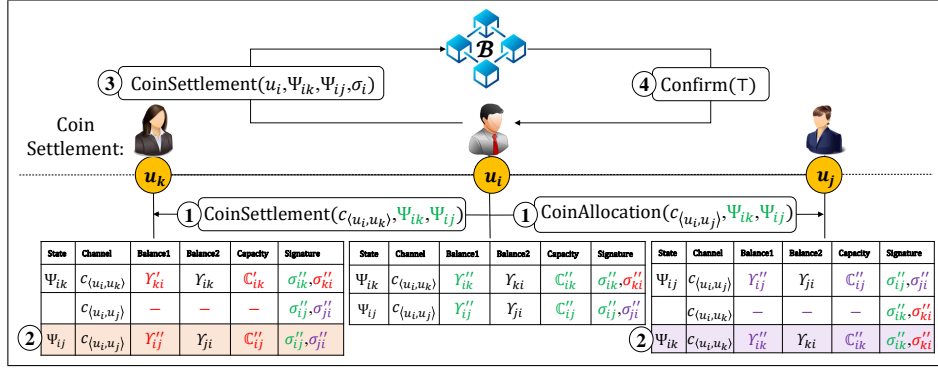 𝓑
③ CoinSettlement(u_i,Ψ_ik,Ψ_ij,σ_i)
④ Confirm(⊤)
Coin
Settlement:
u_k u_i u_j
① CoinSettlement(c_⟨u_i,u_k⟩,Ψ_ik,Ψ_ij)
① CoinAllocation(c_⟨u_i,u_j⟩,Ψ_ik,Ψ_ij)
State Channel Balance1 Balance2 Capacity Signature
Ψ_ik c_⟨u_i,u_k⟩ ϒ′_ki ϒ_ik ℂ′_ik σ″_ik,σ″_ki
c_⟨u_i,u_j⟩ − − − σ″_ij,σ″_ji
② Ψ_ij c_⟨u_i,u_j⟩ ϒ″_ij ϒ_ji ℂ″_ij σ″_ij,σ″_ji
State Channel Balance1 Balance2 Capacity Signature
Ψ_ik c_⟨u_i,u_k⟩ ϒ″_ik ϒ_ki ℂ″_ik σ″_ik,σ″_ki
Ψ_ij c_⟨u_i,u_j⟩ ϒ″_ij ϒ_ji ℂ″_ij σ″_ij,σ″_ji
State Channel Balance1 Balance2 Capacity Signature
Ψ_ij c_⟨u_i,u_j⟩ ϒ″_ij ϒ_ji ℂ″_ij σ″_ij,σ″_ji
c_⟨u_i,u_k⟩ − − − σ″_ik,σ″_ki
② Ψ_ik c_⟨u_i,u_k⟩ ϒ″_ik ϒ_ki ℂ″_ik σ″_ik,σ″_ki